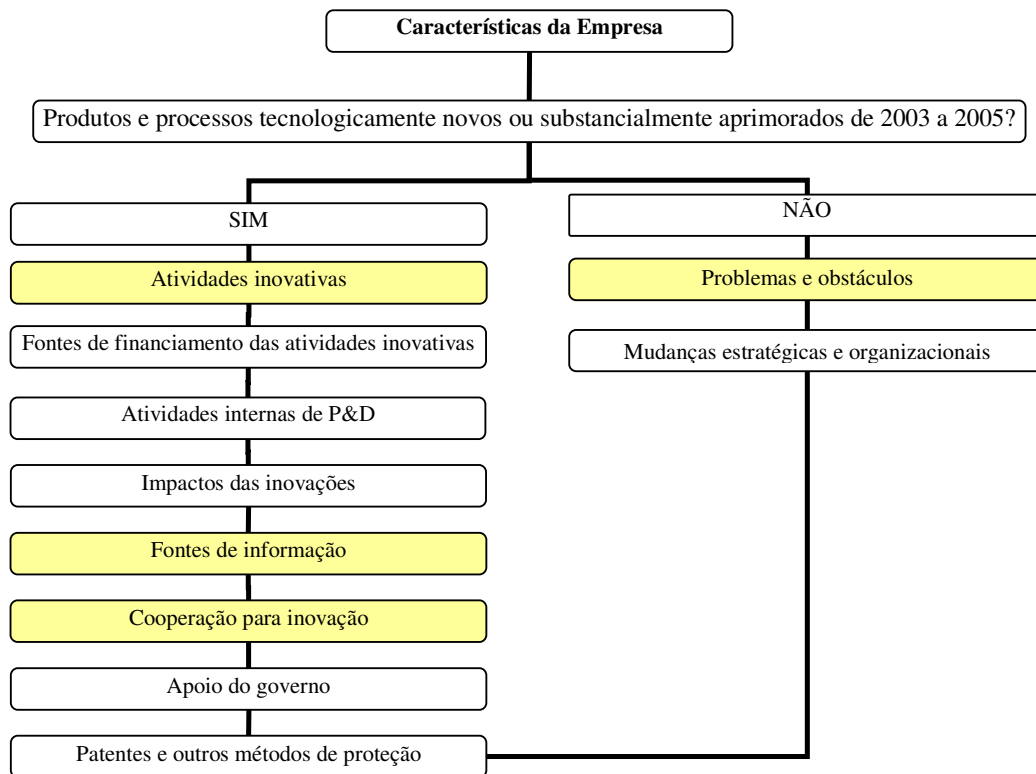 Características da Empresa
Produtos e processos tecnologicamente novos ou substancialmente aprimorados de 2003 a 2005?
SIM
Atividades inovativas
Fontes de financiamento das atividades inovativas
Atividades internas de P&D
Impactos das inovações
Fontes de informação
Cooperação para inovação
Apoio do governo
Patentes e outros métodos de proteção
NÃO
Problemas e obstáculos
Mudanças estratégicas e organizacionais